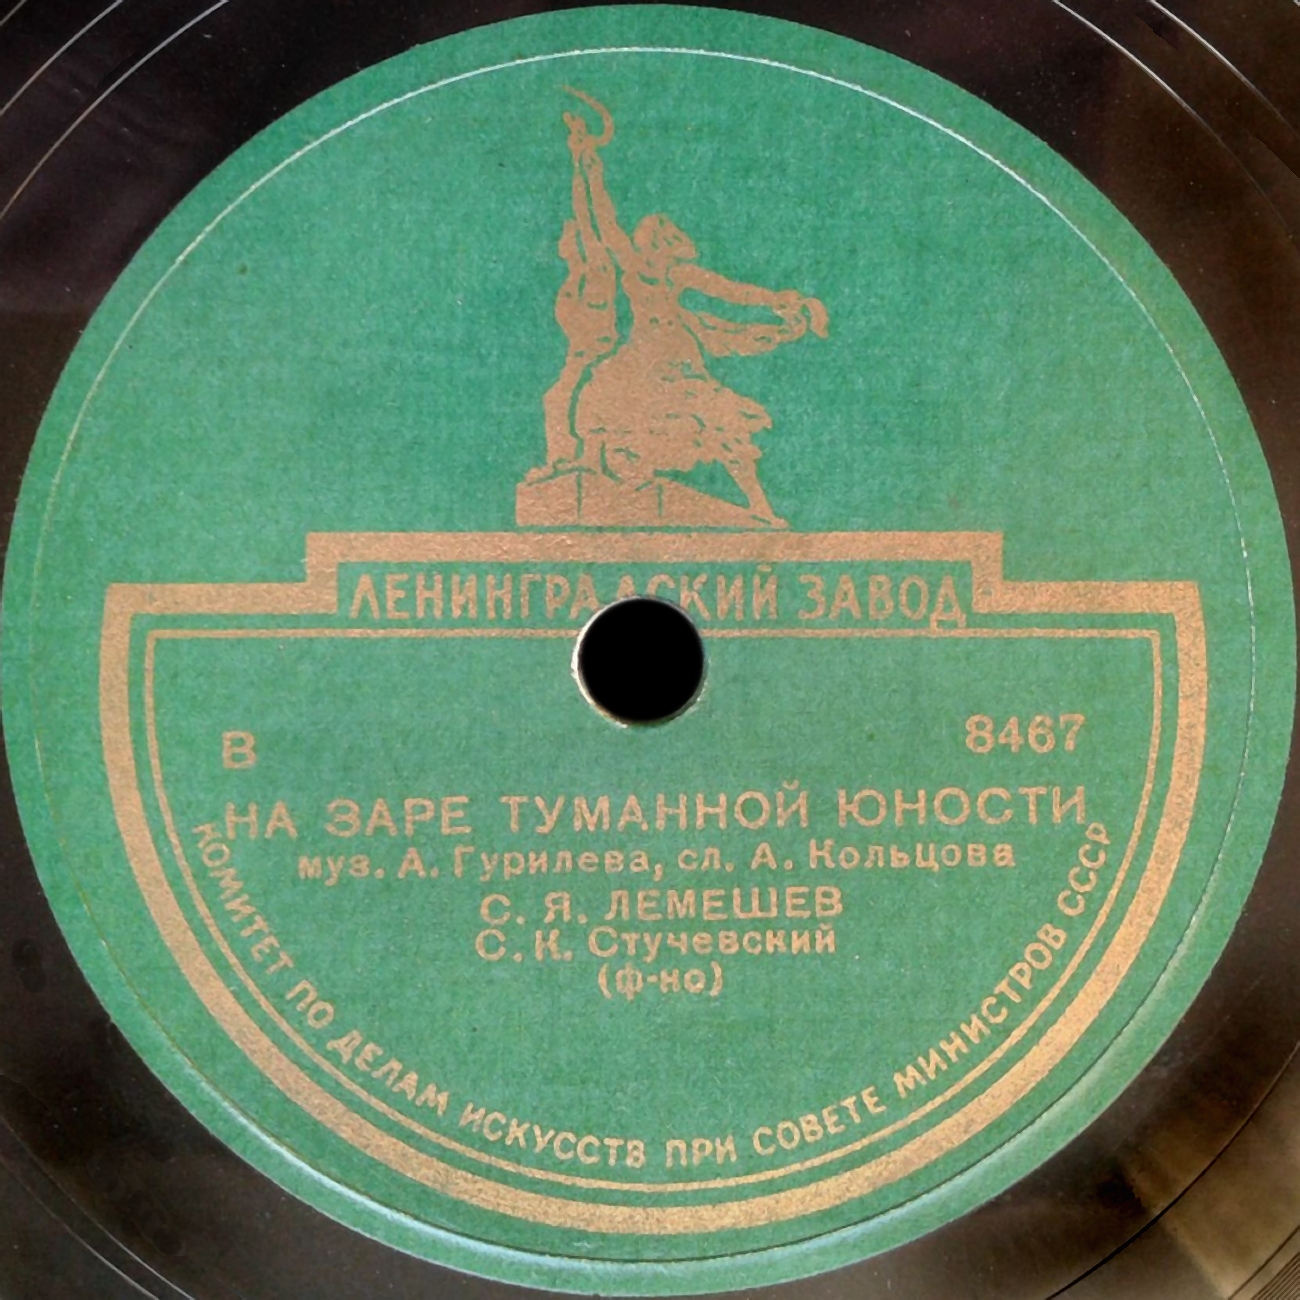 ЛЕНИНГРАДСКИЙ ЗАВОД
В 8467
НА ЗАРЕ ТУМАННОЙ ЮНОСТИ
муз. А. Гурилева, сл. А. Кольцова
С. Я. ЛЕМЕШЕВ
С. К. Стучевский
(ф-но)
КОМИТЕТ ПО ДЕЛАМ ИСКУССТВ ПРИ СОВЕТЕ МИНИСТРОВ СССР